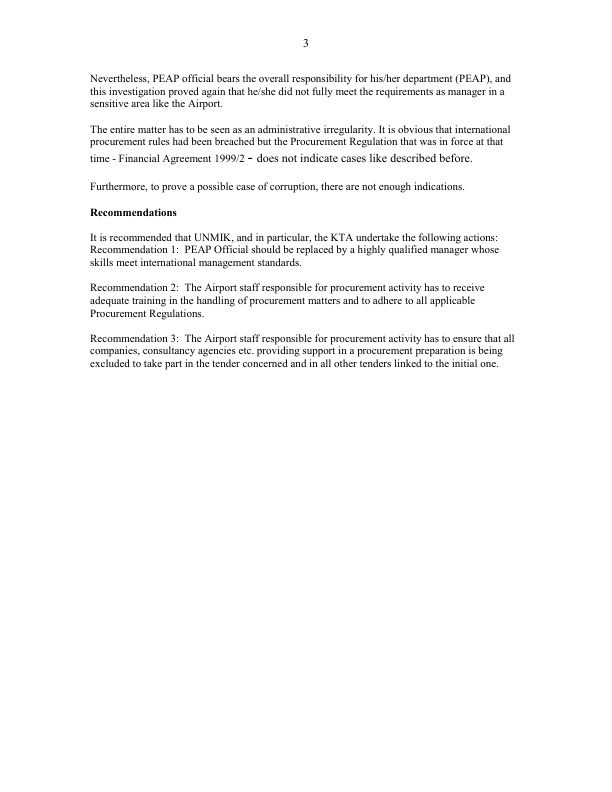 3
Nevertheless, PEAP official bears the overall responsibility for his/her department (PEAP), and
this investigation proved again that he/she did not fully meet the requirements as manager in a
sensitive area like the Airport.
The entire matter has to be seen as an administrative irregularity. It is obvious that international
procurement rules had been breached but the Procurement Regulation that was in force at that
time - Financial Agreement 1999/2 - does not indicate cases like described before.
Furthermore, to prove a possible case of corruption, there are not enough indications.
Recommendations
It is recommended that UNMIK, and in particular, the KTA undertake the following actions:
Recommendation 1:  PEAP Official should be replaced by a highly qualified manager whose
skills meet international management standards.
Recommendation 2:  The Airport staff responsible for procurement activity has to receive
adequate training in the handling of procurement matters and to adhere to all applicable
Procurement Regulations.
Recommendation 3:  The Airport staff responsible for procurement activity has to ensure that all
companies, consultancy agencies etc. providing support in a procurement preparation is being
excluded to take part in the tender concerned and in all other tenders linked to the initial one.